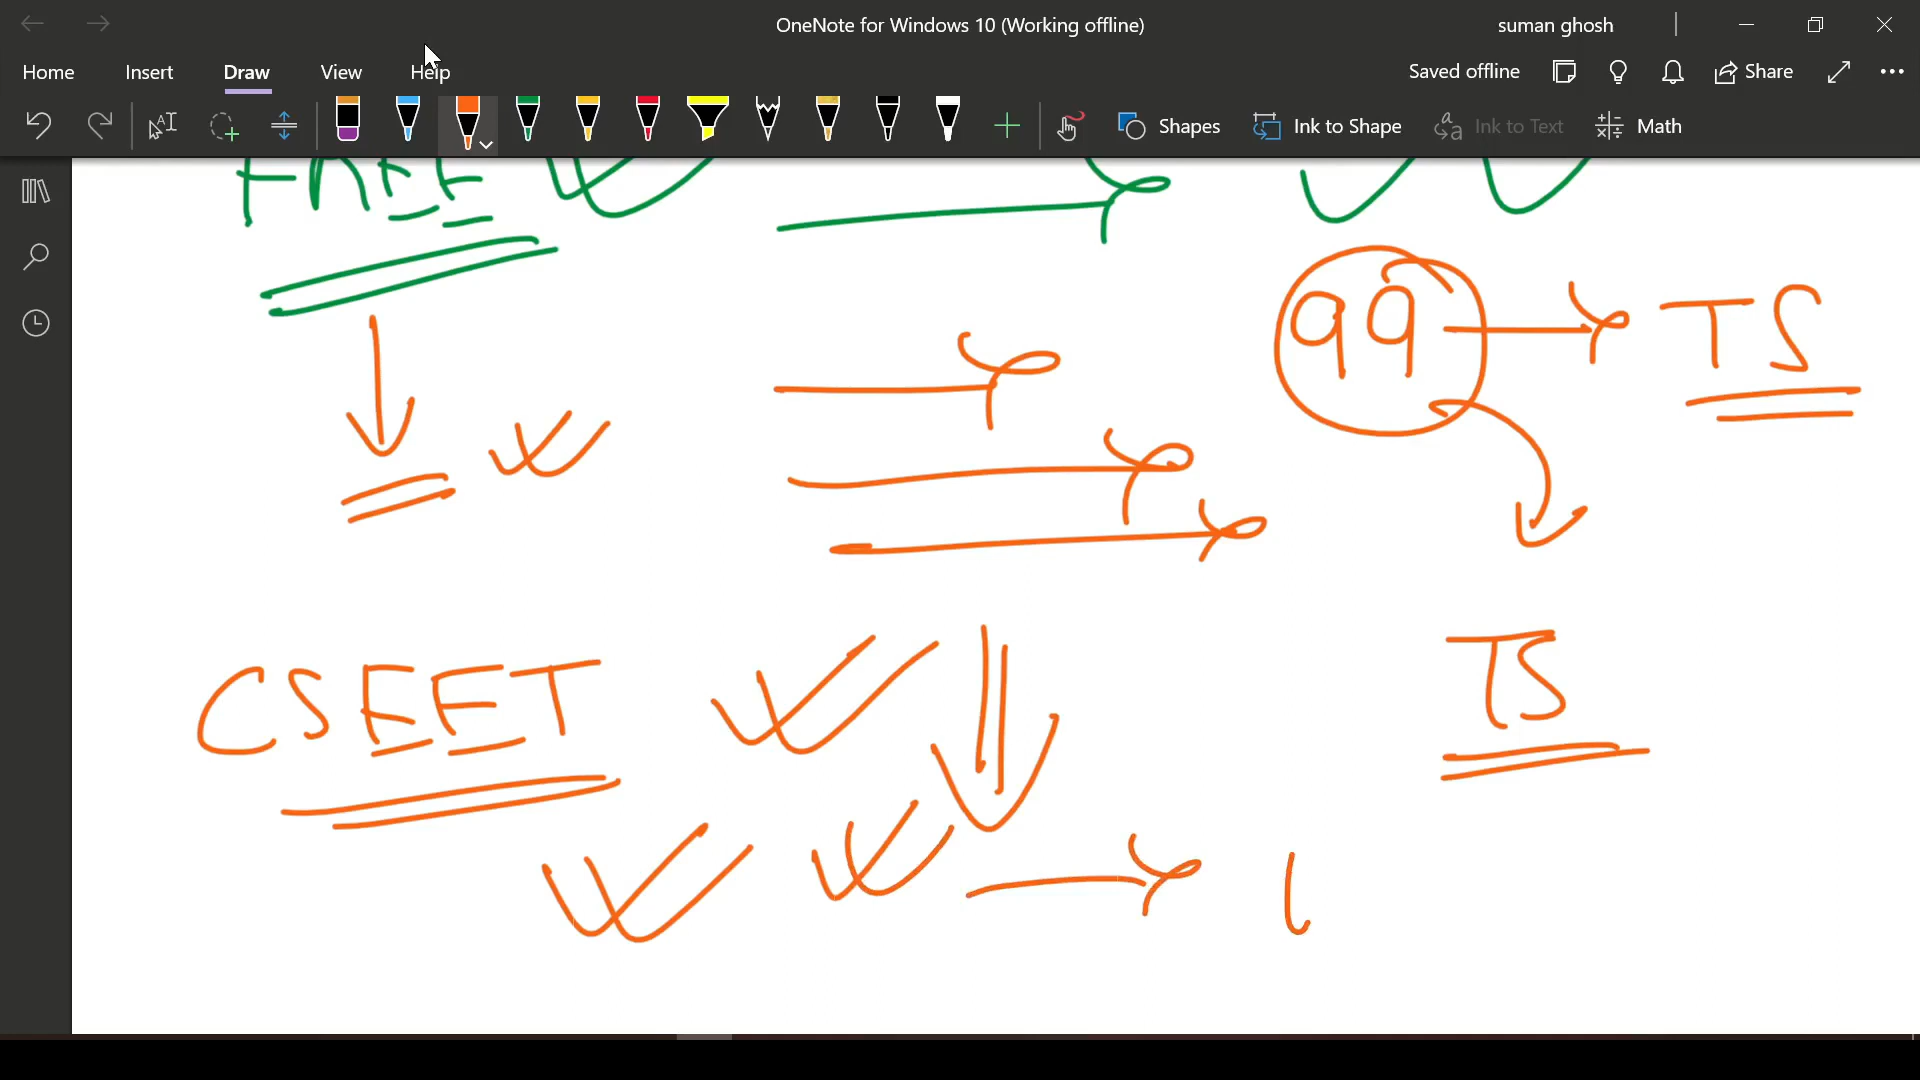 OneNote for Windows 10 (Working offline)
suman ghosh
Home Insert Draw View Help
Saved offline Share
Shapes Ink to Shape Ink to Text Math
FREE
99 TS
CSEET TS